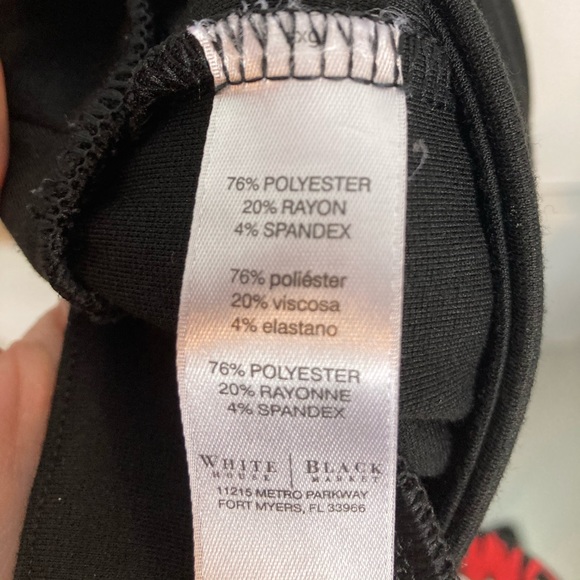 76% POLYESTER
20% RAYON
4% SPANDEX
76% poliéster
20% viscosa
4% elastano
76% POLYESTER
20% RAYONNE
4% SPANDEX
WHITE | BLACK
HOUSE | MARKET
11215 METRO PARKWAY
FORT MYERS, FL 33966